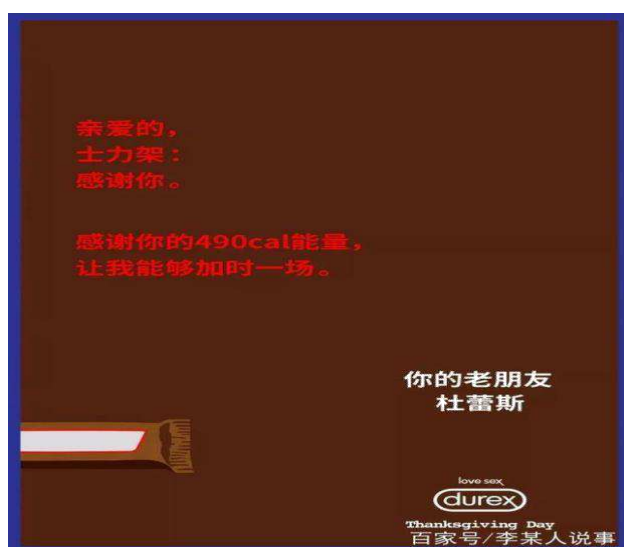 亲爱的，
士力架：
感谢你。
感谢你的490cal能量，
让我能够加时一场。
你的老朋友
杜蕾斯
love sex
durex
Thanksgiving Day
百家号/李某人说事